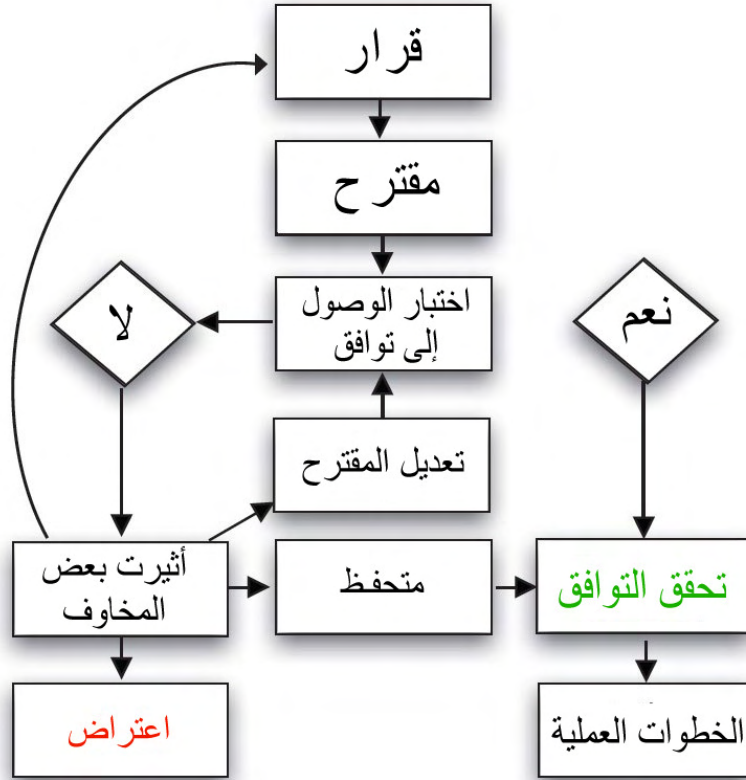 قرار
مقترح
اختبار الوصول
إلى توافق
لا
نعم
تعديل المقترح
أثيرت بعض
المخاوف
متحفظ
تحقق التوافق
اعتراض
الخطوات العملية